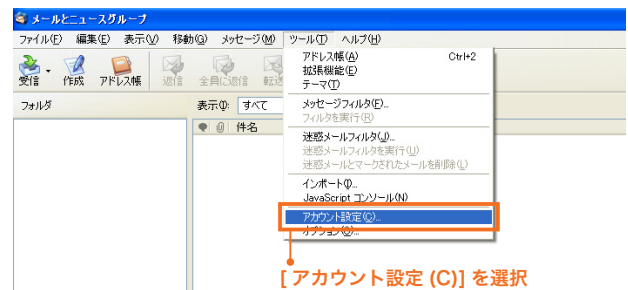 メールとニュースグループ
ファイル(F) 編集(E) 表示(V) 移動(G) メッセージ(M) ツール(T) ヘルプ(H)
受信 作成 アドレス帳 返信 全員に返信 転送
フォルダ
表示(I): すべて
件名
アドレス帳(A) Ctrl+2
拡張機能(E)
テーマ(T)
メッセージフィルタ(F)...
フィルタを実行(R)
迷惑メールフィルタ(J)...
迷惑メールフィルタを実行(U)
迷惑メールとマークされたメールを削除(L)
インポート(I)...
JavaScript コンソール(N)
アカウント設定(C)...
オプション(O)...
[アカウント設定 (C)] を選択